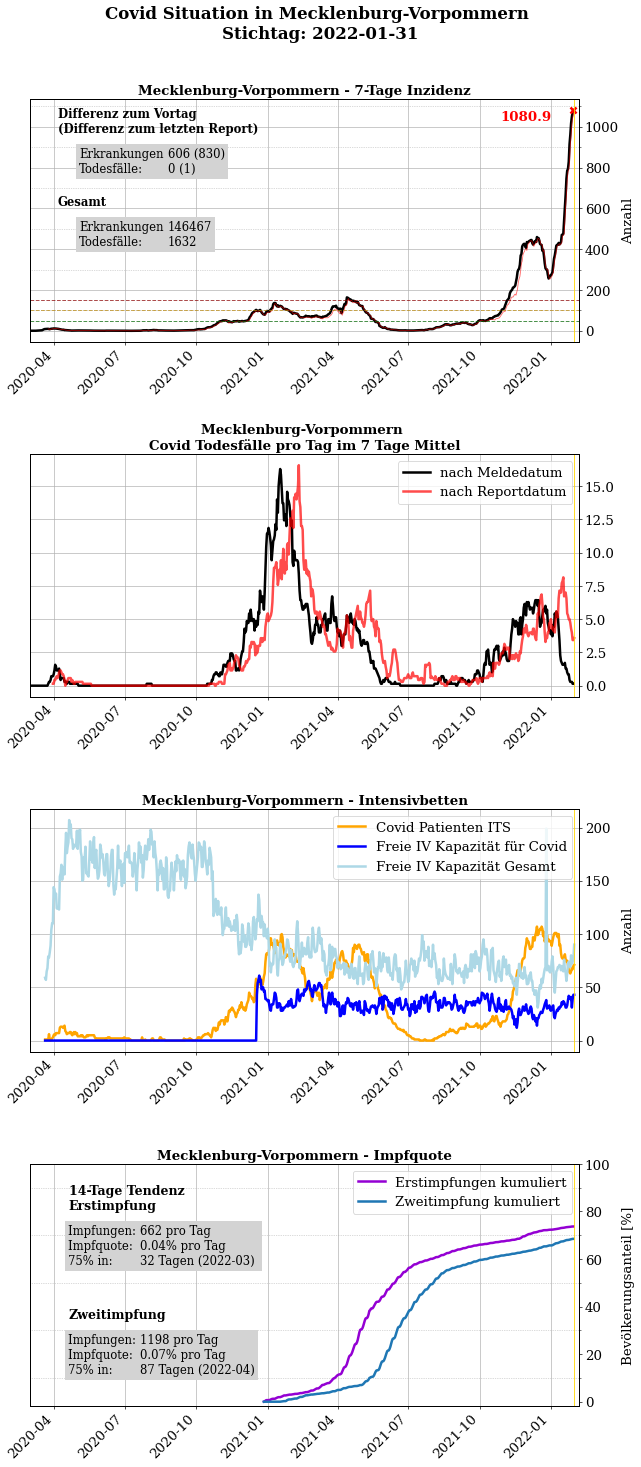 Covid Situation in Mecklenburg-Vorpommern
Stichtag: 2022-01-31
Mecklenburg-Vorpommern - 7-Tage Inzidenz
Differenz zum Vortag
(Differenz zum letzten Report)
Erkrankungen 606 (830)
Todesfälle: 0 (1)
Gesamt
Erkrankungen 146467
Todesfälle: 1632
1080.9
1000
800
600
400
200
0
Anzahl
2020-04
2020-07
2020-10
2021-01
2021-04
2021-07
2021-10
2022-01
Mecklenburg-Vorpommern
Covid Todesfälle pro Tag im 7 Tage Mittel
nach Meldedatum
nach Reportdatum
15.0
12.5
10.0
7.5
5.0
2.5
0.0
2020-04
2020-07
2020-10
2021-01
2021-04
2021-07
2021-10
2022-01
Mecklenburg-Vorpommern - Intensivbetten
Covid Patienten ITS
Freie IV Kapazität für Covid
Freie IV Kapazität Gesamt
200
150
100
50
0
Anzahl
2020-04
2020-07
2020-10
2021-01
2021-04
2021-07
2021-10
2022-01
Mecklenburg-Vorpommern - Impfquote
14-Tage Tendenz
Erstimpfung
Impfungen: 662 pro Tag
Impfquote: 0.04% pro Tag
75% in: 32 Tagen (2022-03)
Zweitimpfung
Impfungen: 1198 pro Tag
Impfquote: 0.07% pro Tag
75% in: 87 Tagen (2022-04)
Erstimpfungen kumuliert
Zweitimpfung kumuliert
100
80
60
40
20
0
Bevölkerungsanteil [%]
2020-04
2020-07
2020-10
2021-01
2021-04
2021-07
2021-10
2022-01